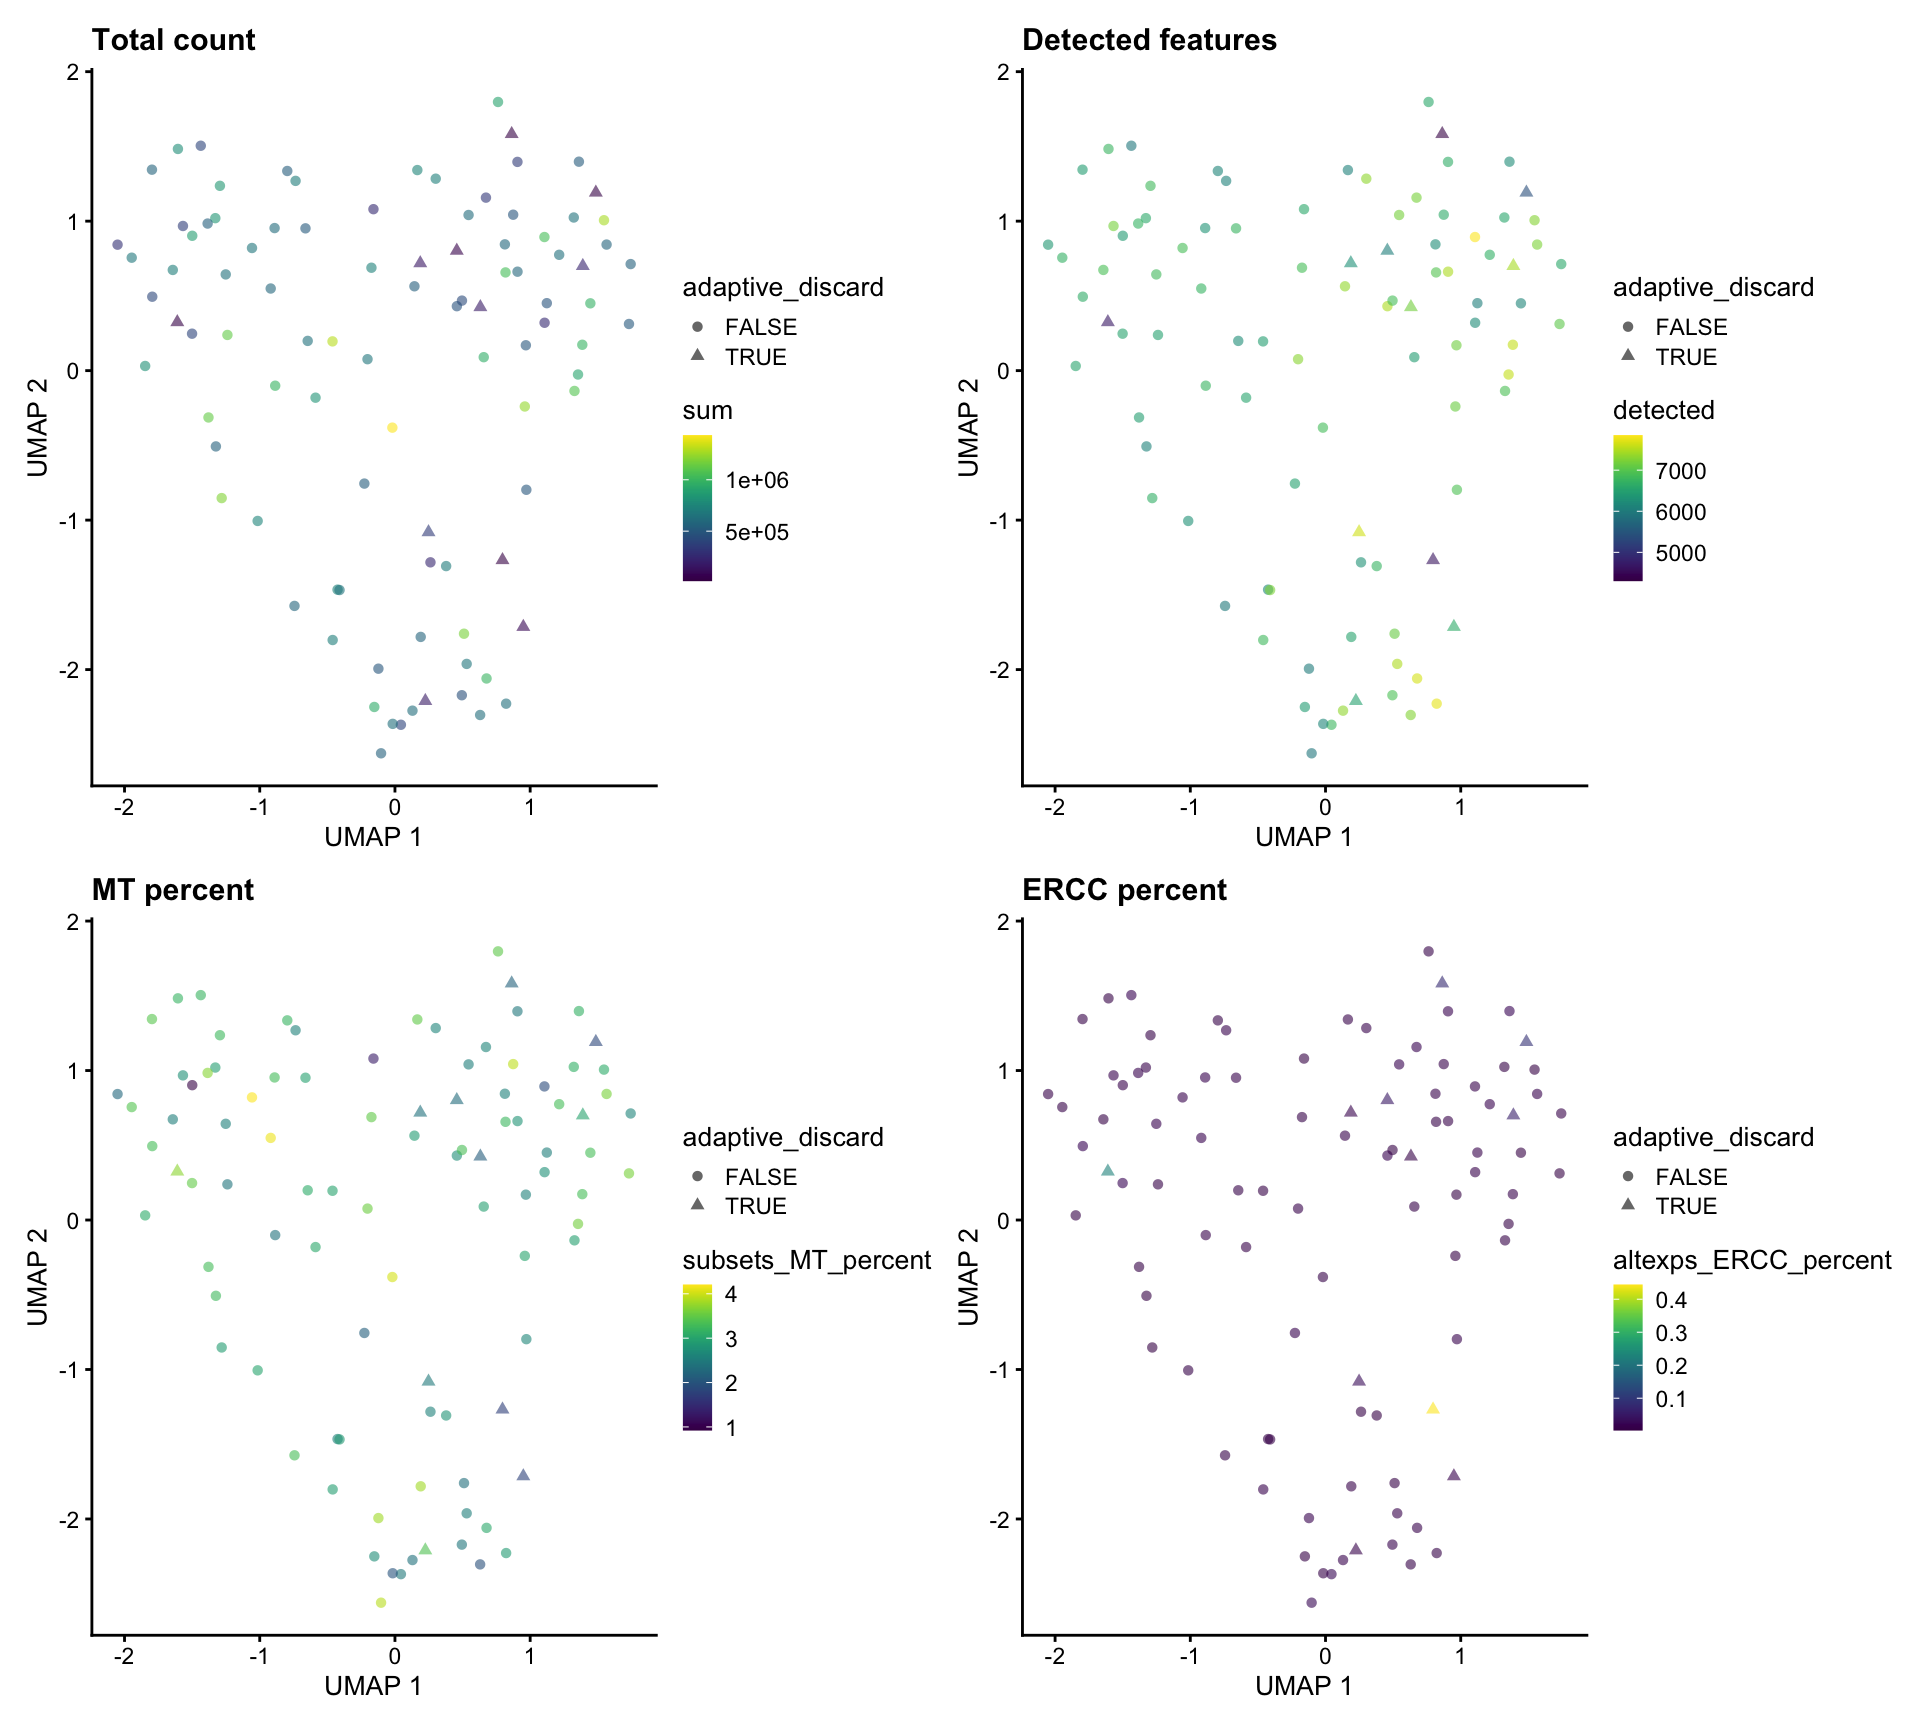 Total count
2
1
0
-1
-2
UMAP 2
-2
-1
0
1
UMAP 1
adaptive_discard
FALSE
TRUE
sum
1e+06
5e+05
Detected features
2
1
0
-1
-2
UMAP 2
-2
-1
0
1
UMAP 1
adaptive_discard
FALSE
TRUE
detected
7000
6000
5000
MT percent
2
1
0
-1
-2
UMAP 2
-2
-1
0
1
UMAP 1
adaptive_discard
FALSE
TRUE
subsets_MT_percent
4
3
2
1
ERCC percent
2
1
0
-1
-2
UMAP 2
-2
-1
0
1
UMAP 1
adaptive_discard
FALSE
TRUE
altexps_ERCC_percent
0.4
0.3
0.2
0.1